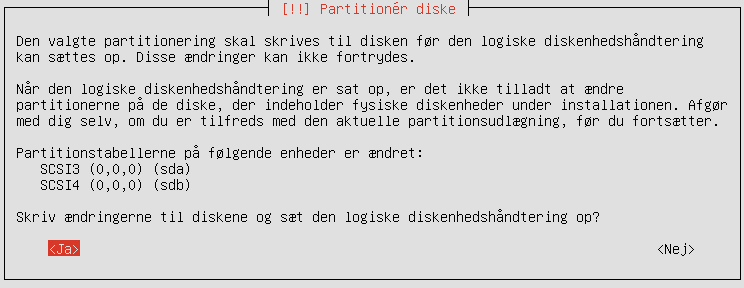 [!!] Partitionér diske
Den valgte partitionering skal skrives til disken før den logiske diskenhedshåndtering
kan sættes op. Disse ændringer kan ikke fortrydes.
Når den logiske diskenhedshåndtering er sat op, er det ikke tilladt at ændre
partitionerne på de diske, der indeholder fysiske diskenheder under installationen. Afgør
med dig selv, om du er tilfreds med den aktuelle partitionsudlægning, før du fortsætter.
Partitionstabellerne på følgende enheder er ændret:
SCSI3 (0,0,0) (sda)
SCSI4 (0,0,0) (sdb)
Skriv ændringerne til diskene og sæt den logiske diskenhedshåndtering op?
<Ja> <Nej>